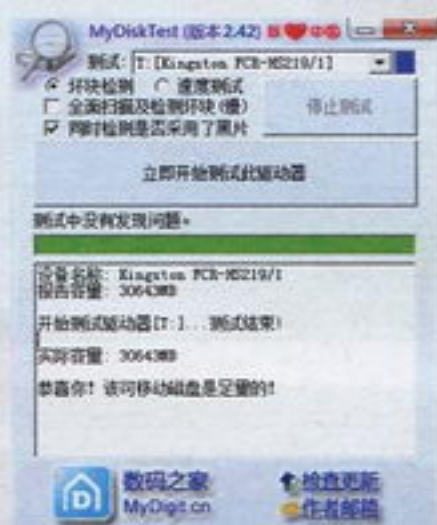 MyDiskTest (版本2.42)
测试: T:[Kingston FCR-MS219/1]
坏块检测 速度测试
全面扫描及检测坏块(慢)
同时检测是否采用了黑片
停止测试
立即开始测试此驱动器
测试中没有发现问题。
设备名称: Kingston FCR-MS219/1
报告容量: 30643MB
开始测试驱动器[T:]...测试结束!
实际容量: 30643MB
恭喜你! 该可移动磁盘是足量的!
数码之家
MyDigit.cn
检查更新
作者邮箱